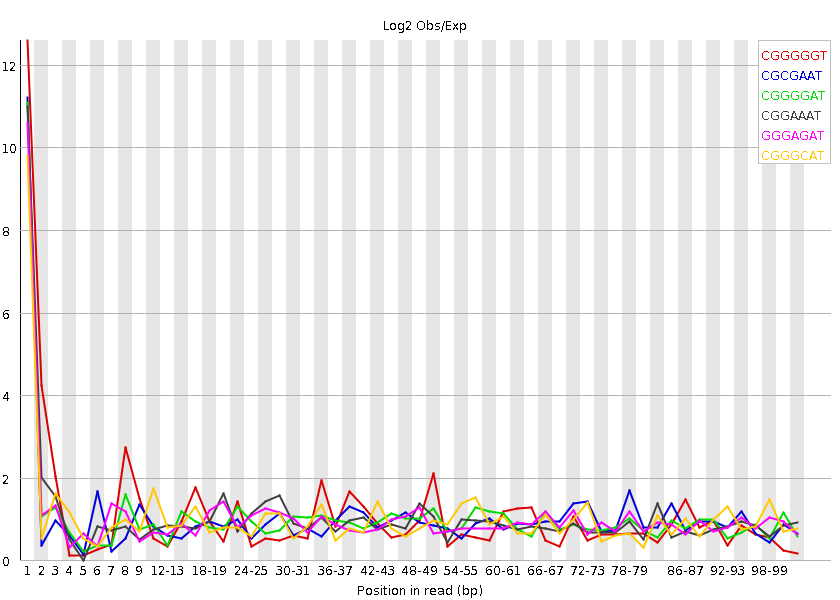 Log2 Obs/Exp
CGGGGGT
CGCGAAT
CGGGGAT
CGGAAAT
GGGAGAT
CGGGCAT
12
10
8
6
4
2
0
1 2 3 4 5 6 7 8 9 12-13 18-19 24-25 30-31 36-37 42-43 48-49 54-55 60-61 66-67 72-73 78-79 86-87 92-93 98-99
Position in read (bp)